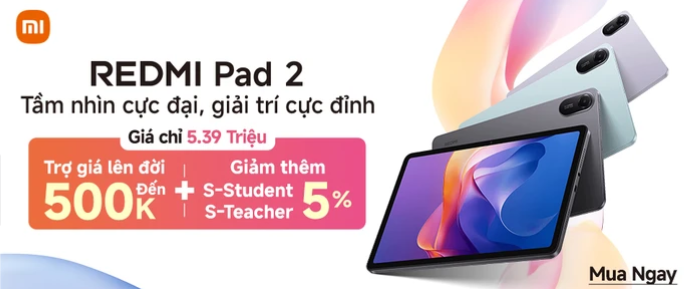 mi
REDMI Pad 2
Tầm nhìn cực đại, giải trí cực đỉnh
Giá chỉ 5.39 Triệu
Trợ giá lên đời
Đến
500K
+
Giảm thêm
S-Student
S-Teacher
5%
Mua Ngay